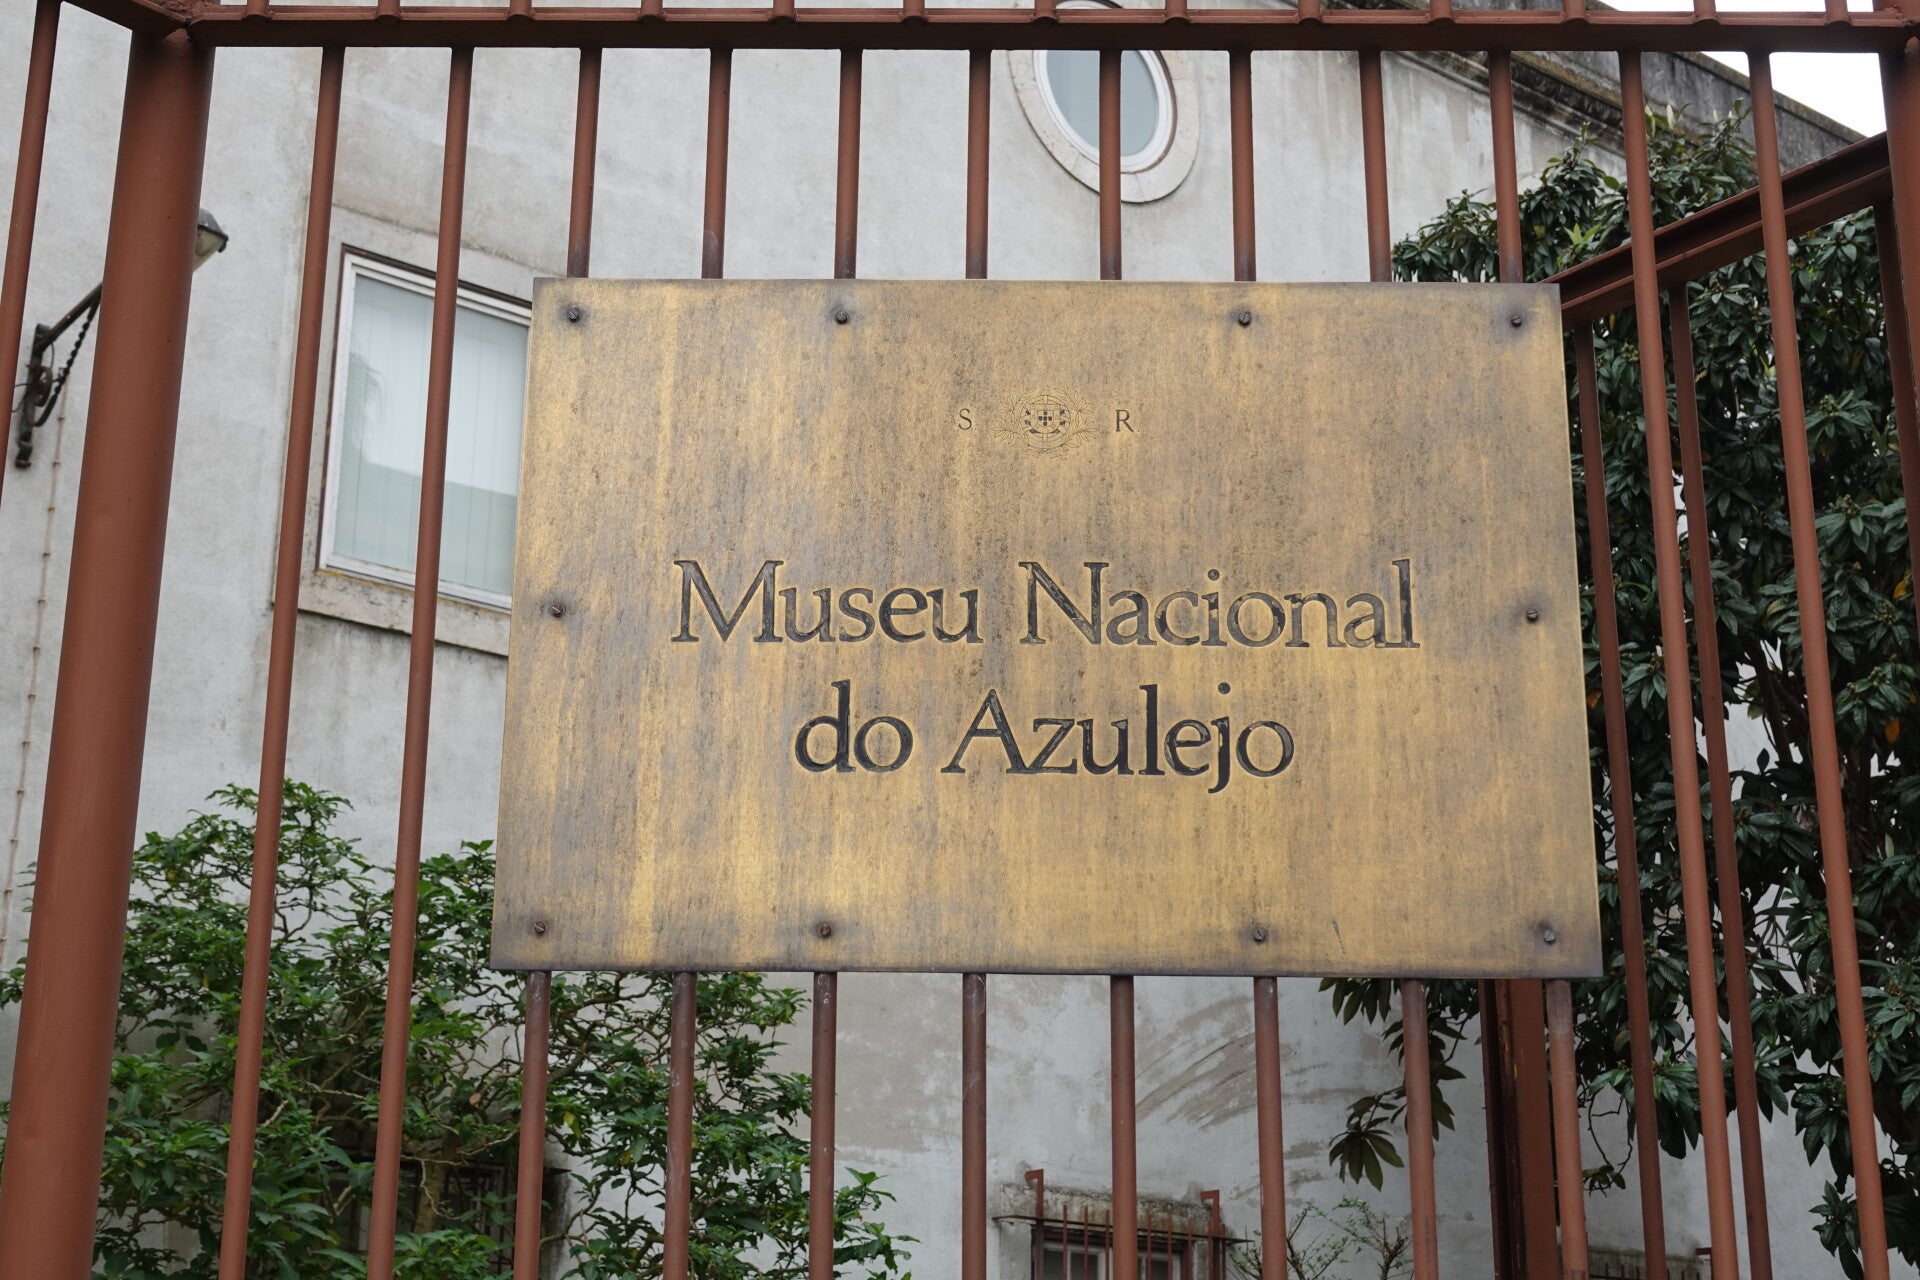 S R
Museu Nacional
do Azulejo